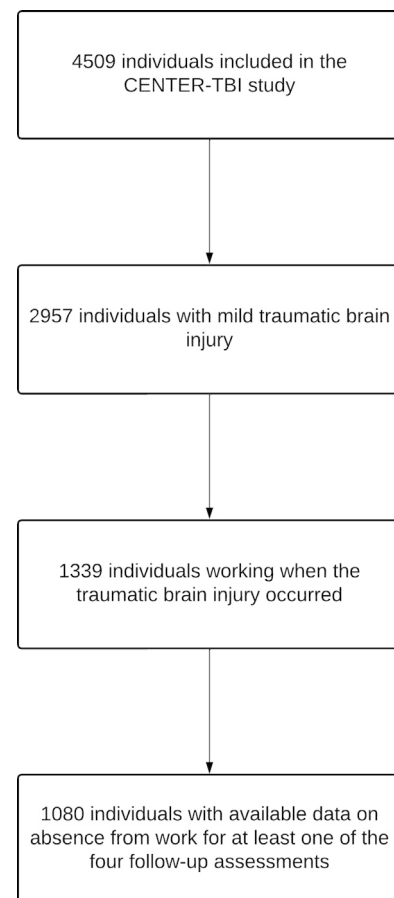 4509 individuals included in the
CENTER-TBI study
2957 individuals with mild traumatic brain
injury
1339 individuals working when the
traumatic brain injury occurred
1080 individuals with available data on
absence from work for at least one of the
four follow-up assessments